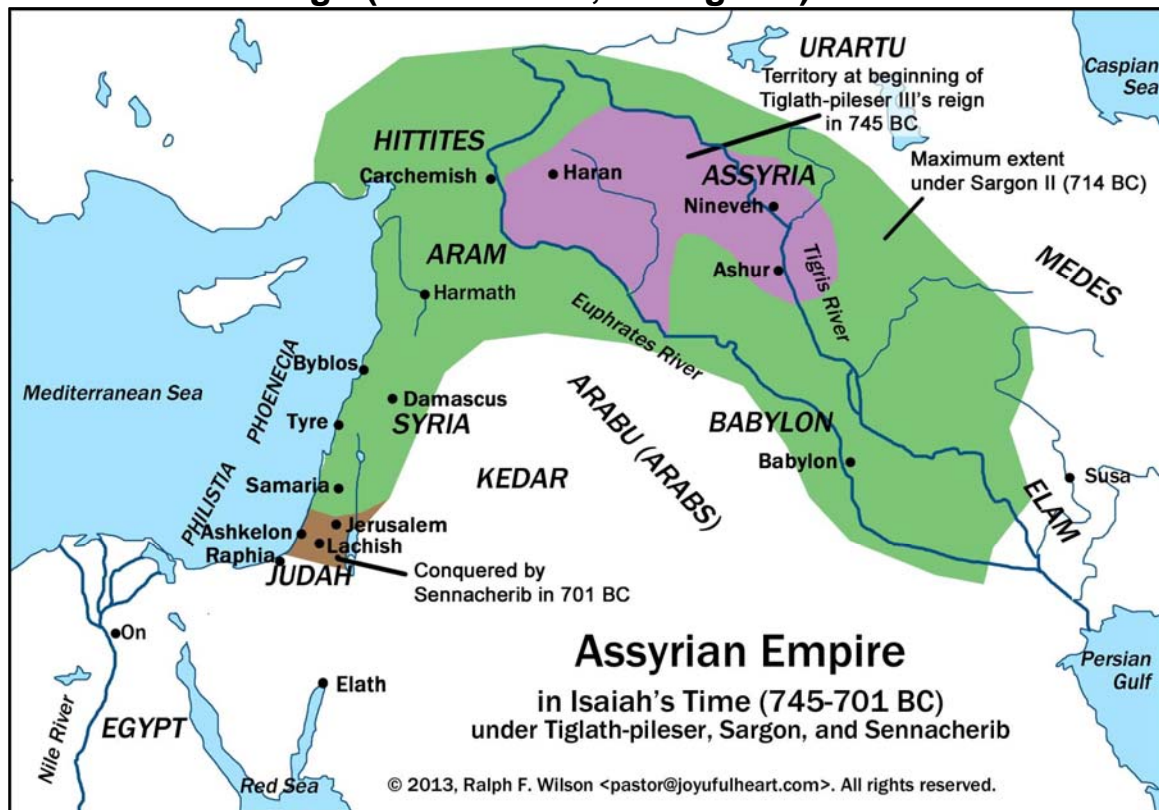 URARTU
Caspian
Sea
Territory at beginning of
Tiglath-pileser III's reign
in 745 BC
HITTITES
Maximum extent
under Sargon II (714 BC)
Carchemish
Haran
ASSYRIA
Nineveh
MEDES
ARAM
Ashur
Tigris River
Harmath
Euphrates River
Byblos
Mediterranean Sea
PHOENECIA
Damascus
ARABU (ARABS)
Tyre
SYRIA
BABYLON
Babylon
KEDAR
Susa
Samaria
ELAM
PHILISTIA
Jerusalem
Ashkelon
Lachish
Raphia
JUDAH
Conquered by
Sennacherib in 701 BC
On
Assyrian Empire
Persian
Gulf
Elath
in Isaiah's Time (745-701 BC)
EGYPT
under Tiglath-pileser, Sargon, and Sennacherib
Nile River
Red Sea
© 2013, Ralph F. Wilson <pastor@joyufulheart.com>. All rights reserved.